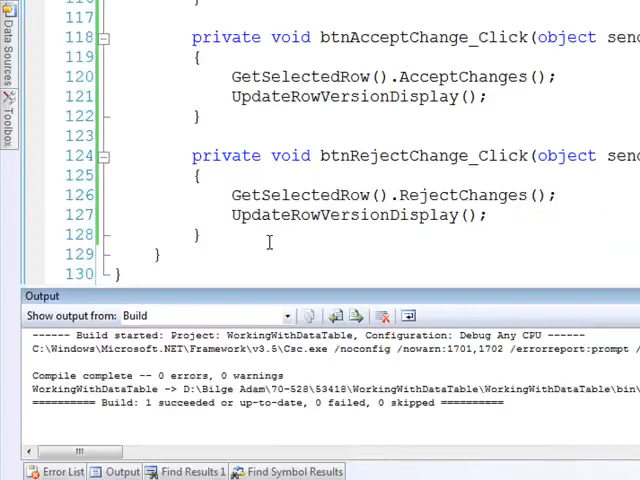 Data Sources
Toolbox
117
118 private void btnAcceptChange_Click(object send
119 {
120 GetSelectedRow().AcceptChanges();
121 UpdateRowVersionDisplay();
122 }
123
124 private void btnRejectChange_Click(object send
125 {
126 GetSelectedRow().RejectChanges();
127 UpdateRowVersionDisplay();
128 }
129 }
130 }
Output
Show output from: Build
------ Build started: Project: WorkingWithDataTable, Configuration: Debug Any CPU ------
C:\Windows\Microsoft.NET\Framework\v3.5\Csc.exe /noconfig /nowarn:1701,1702 /errorreport:prompt /
Compile complete -- 0 errors, 0 warnings
WorkingWithDataTable -> D:\Bilge Adam\70-528\53418\WorkingWithDataTable\WorkingWithDataTable\bin\
========== Build: 1 succeeded or up-to-date, 0 failed, 0 skipped ==========
Error List Output Find Results 1 Find Symbol Results